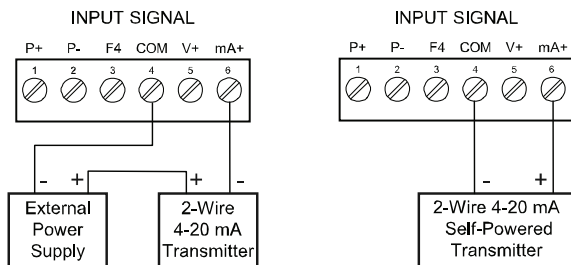 INPUT SIGNAL
P+ P- F4 COM V+ mA+
1 2 3 4 5 6
- + + -
External
Power
Supply
2-Wire
4-20 mA
Transmitter
INPUT SIGNAL
P+ P- F4 COM V+ mA+
1 2 3 4 5 6
- +
2-Wire 4-20 mA
Self-Powered
Transmitter